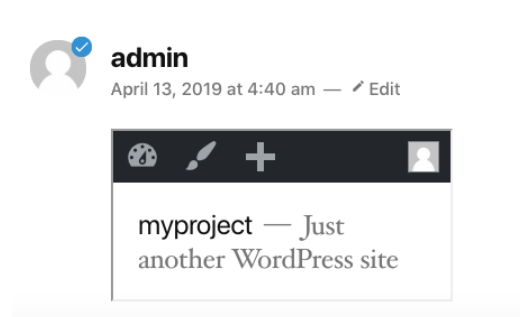 admin
April 13, 2019 at 4:40 am — Edit
myproject — Just
another WordPress site